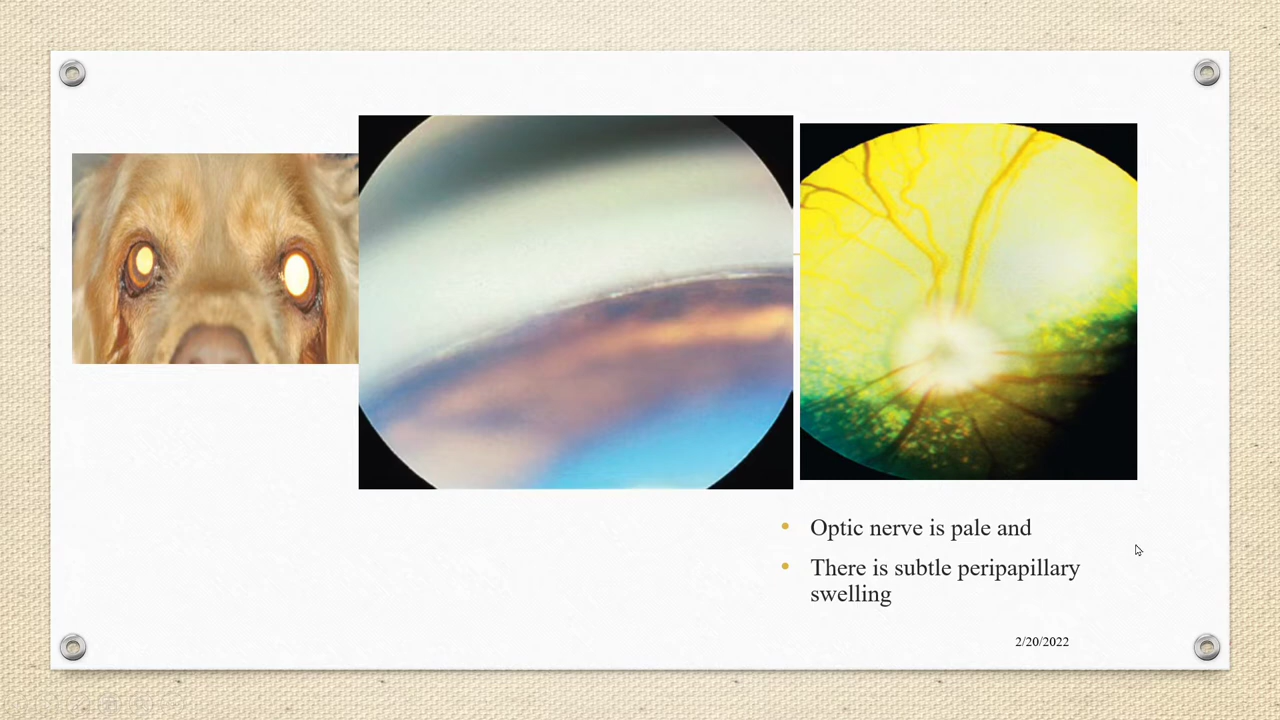 Optic nerve is pale and
There is subtle peripapillary
swelling
2/20/2022